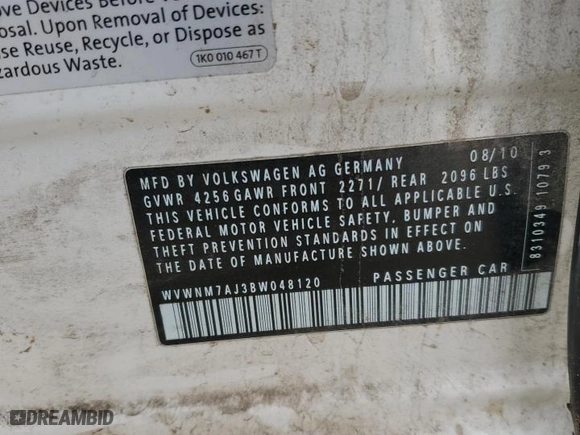 ove Devices Before
posal. Upon Removal of Devices:
se Reuse, Recycle, or Dispose as
zardous Waste.
1K0 010 467 T
MFD BY VOLKSWAGEN AG GERMANY 08/10
GVWR 4256 GAWR FRONT 2271/ REAR 2096 LBS
THIS VEHICLE CONFORMS TO ALL APPLICABLE U.S.
FEDERAL MOTOR VEHICLE SAFETY, BUMPER AND
THEFT PREVENTION STANDARDS IN EFFECT ON
THE DATE OF MANUFACTURE SHOWN ABOVE.
WVWNM7AJ3BW048120 PASSENGER CAR
8310349 1079 3
DREAMBID